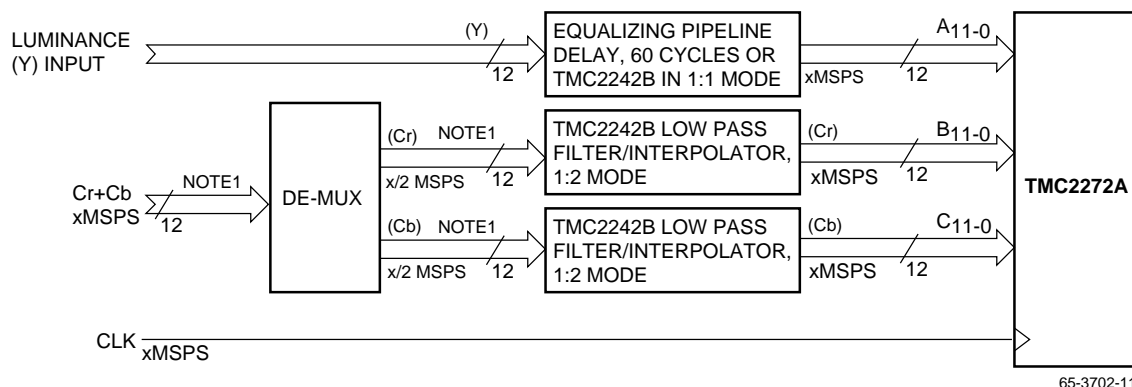 LUMINANCE
(Y) INPUT
(Y)
12
EQUALIZING PIPELINE
DELAY, 60 CYCLES OR
TMC2242B IN 1:1 MODE
A11-0
xMSPS
12
Cr+Cb
xMSPS
NOTE1
12
DE-MUX
(Cr)
NOTE1
x/2 MSPS
12
TMC2242B LOW PASS
FILTER/INTERPOLATOR,
1:2 MODE
(Cr)
B11-0
xMSPS
12
(Cb)
NOTE1
x/2 MSPS
12
TMC2242B LOW PASS
FILTER/INTERPOLATOR,
1:2 MODE
(Cb)
C11-0
xMSPS
12
TMC2272A
CLK
xMSPS
65-3702-11